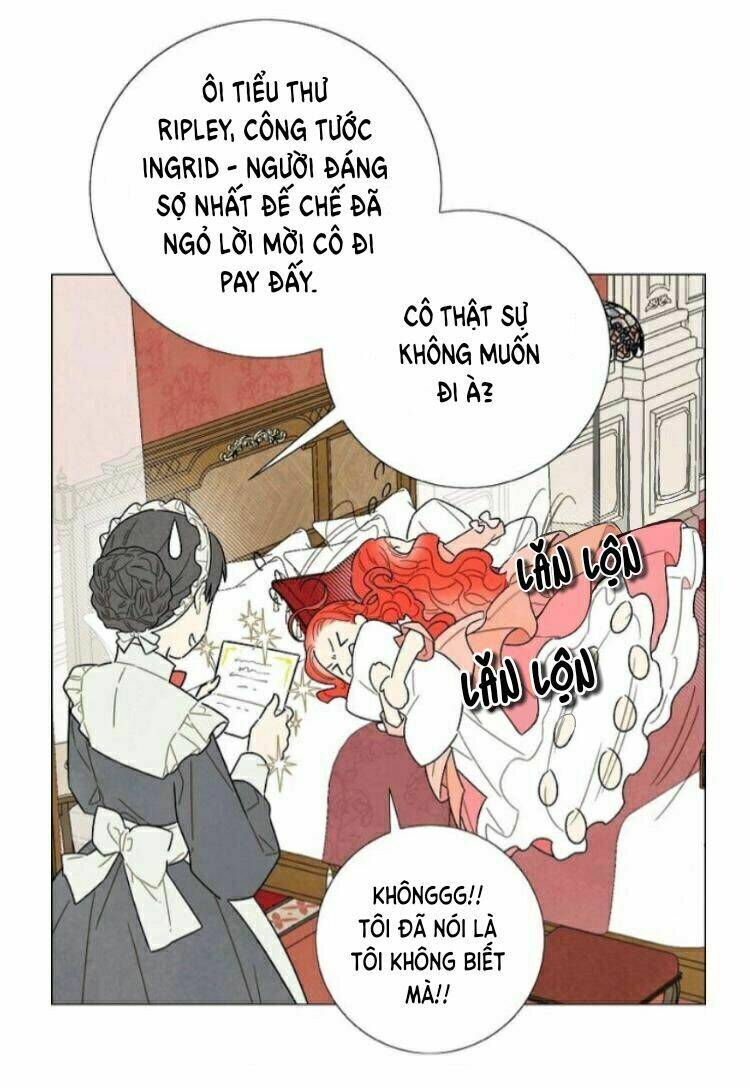 ÔI TIỂU THƯ
RIPLEY, CÔNG TƯỚC
INGRID - NGƯỜI ĐÁNG
SỢ NHẤT ĐẾ CHẾ ĐÃ
NGỎ LỜI MỜI CÔ ĐI
PAY ĐẤY.
CÔ THẬT SỰ
KHÔNG MUỐN
ĐI À?
LĂN LỘN
LĂN LỘN
KHÔNGGG!!
TÔI ĐÃ NÓI LÀ
TÔI KHÔNG BIẾT
MÀ!!